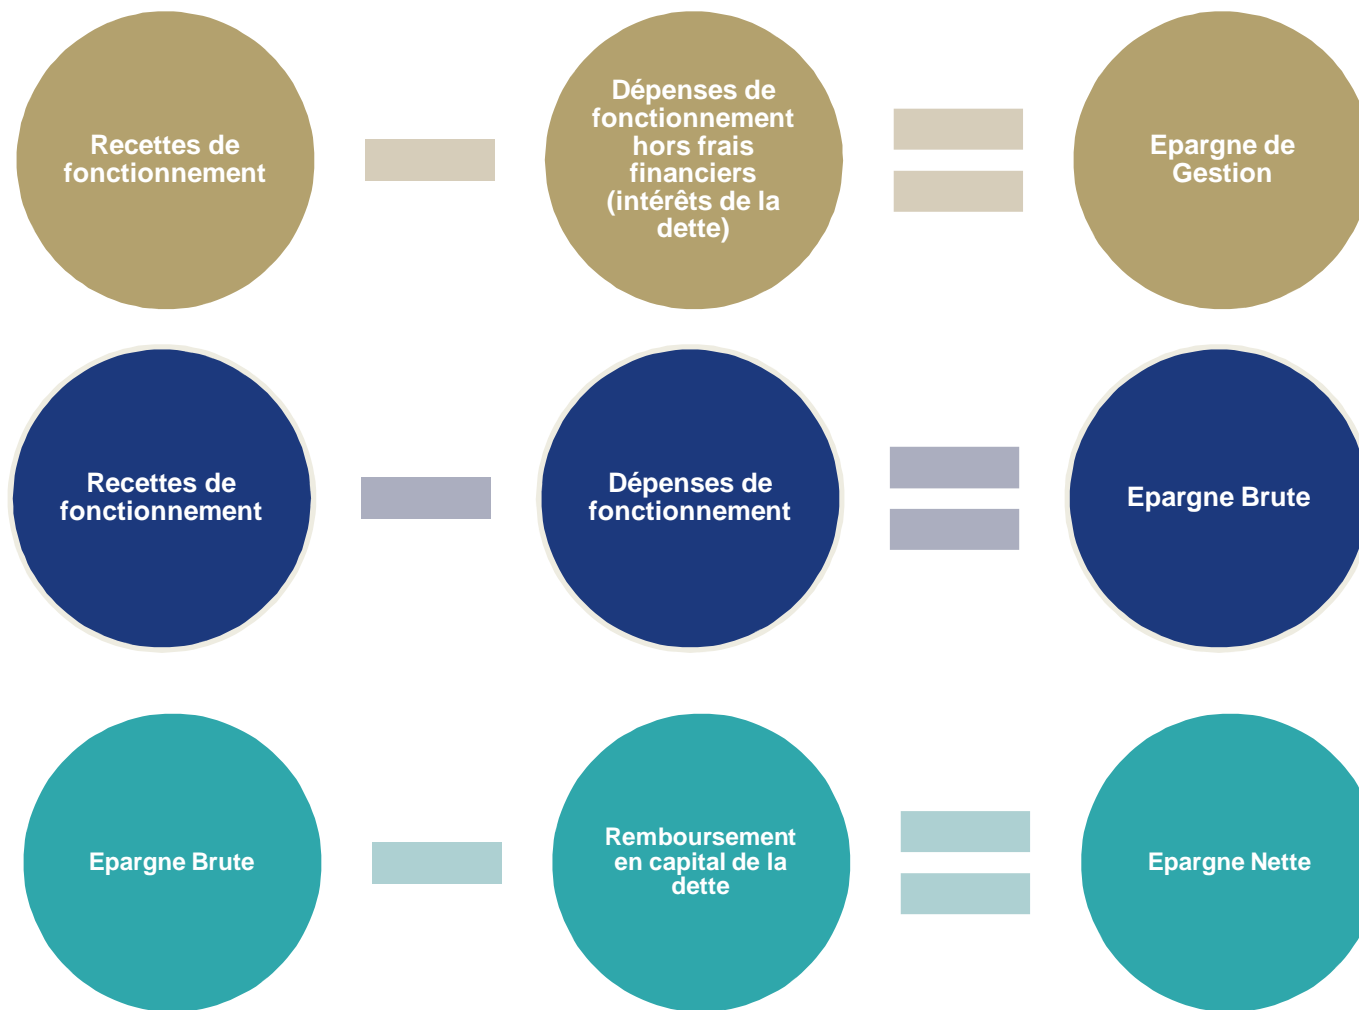 Recettes de
fonctionnement
Dépenses de
fonctionnement
hors frais
financiers
(intérêts de la
dette)
Epargne de
Gestion
Recettes de
fonctionnement
Dépenses de
fonctionnement
Epargne Brute
Epargne Brute
Remboursement
en capital de la
dette
Epargne Nette